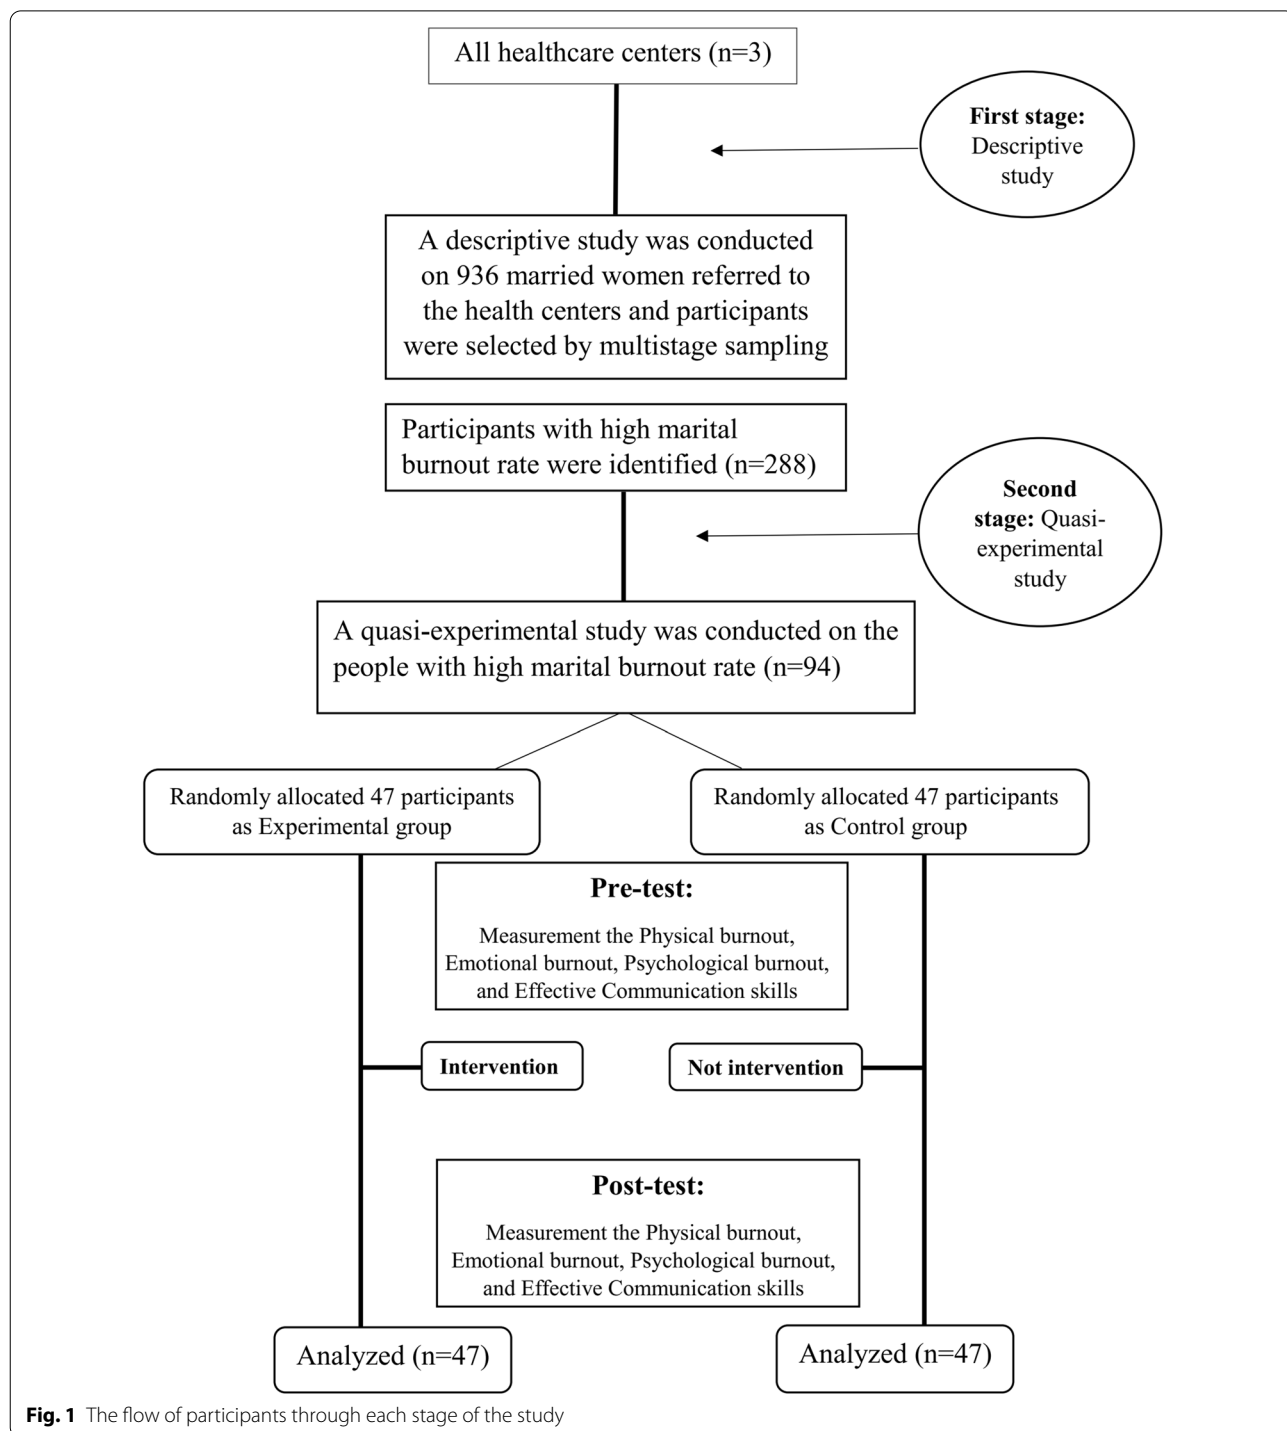 All healthcare centers (n=3)
First stage:
Descriptive
study
A descriptive study was conducted
on 936 married women referred to
the health centers and participants
were selected by multistage sampling
Participants with high marital
burnout rate were identified (n=288)
Second
stage: Quasi-
experimental
study
A quasi-experimental study was conducted on the
people with high marital burnout rate (n=94)
Randomly allocated 47 participants
as Experimental group
Randomly allocated 47 participants
as Control group
Pre-test:
Measurement the Physical burnout,
Emotional burnout, Psychological burnout,
and Effective Communication skills
Intervention
Not intervention
Post-test:
Measurement the Physical burnout,
Emotional burnout, Psychological burnout,
and Effective Communication skills
Analyzed (n=47)
Analyzed (n=47)
Fig. 1 The flow of participants through each stage of the study